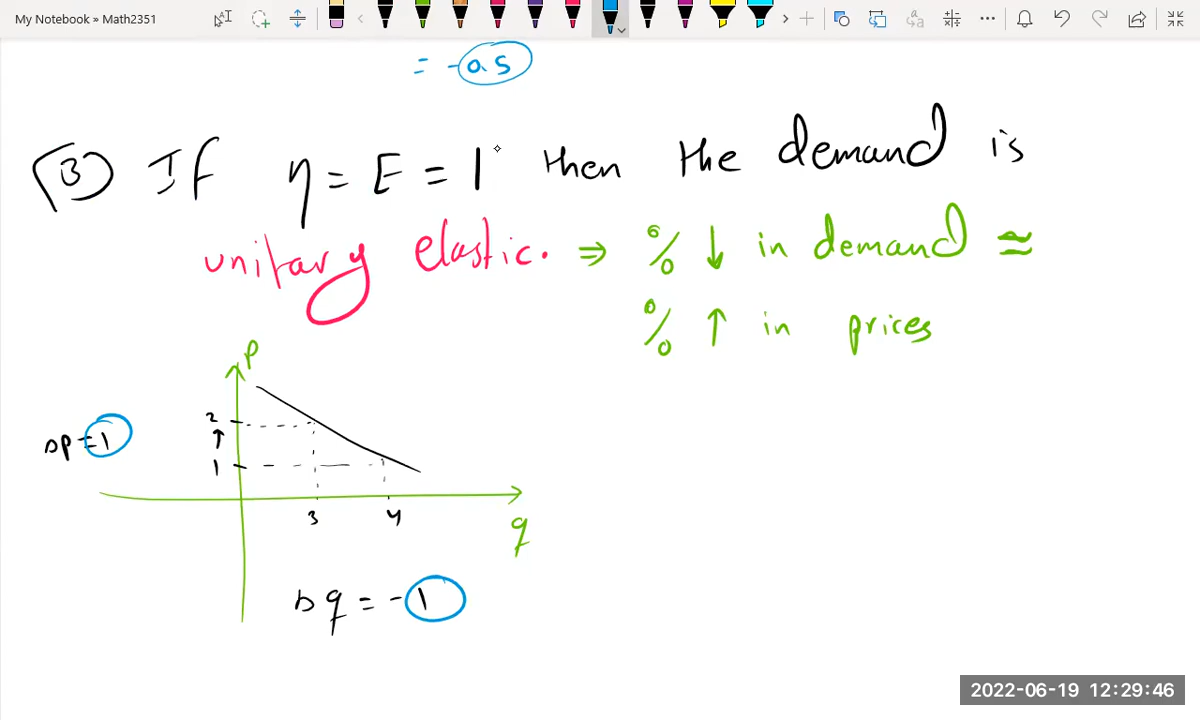 My Notebook » Math2351
= -0.5
(3) If η = E = 1 then the demand is
unitary elastic. ⇒ % ↓ in demand ≃
% ↑ in prices
P
2
Δp = 1
↑
1
3 4
q
Δq = -1
2022-06-19 12:29:46